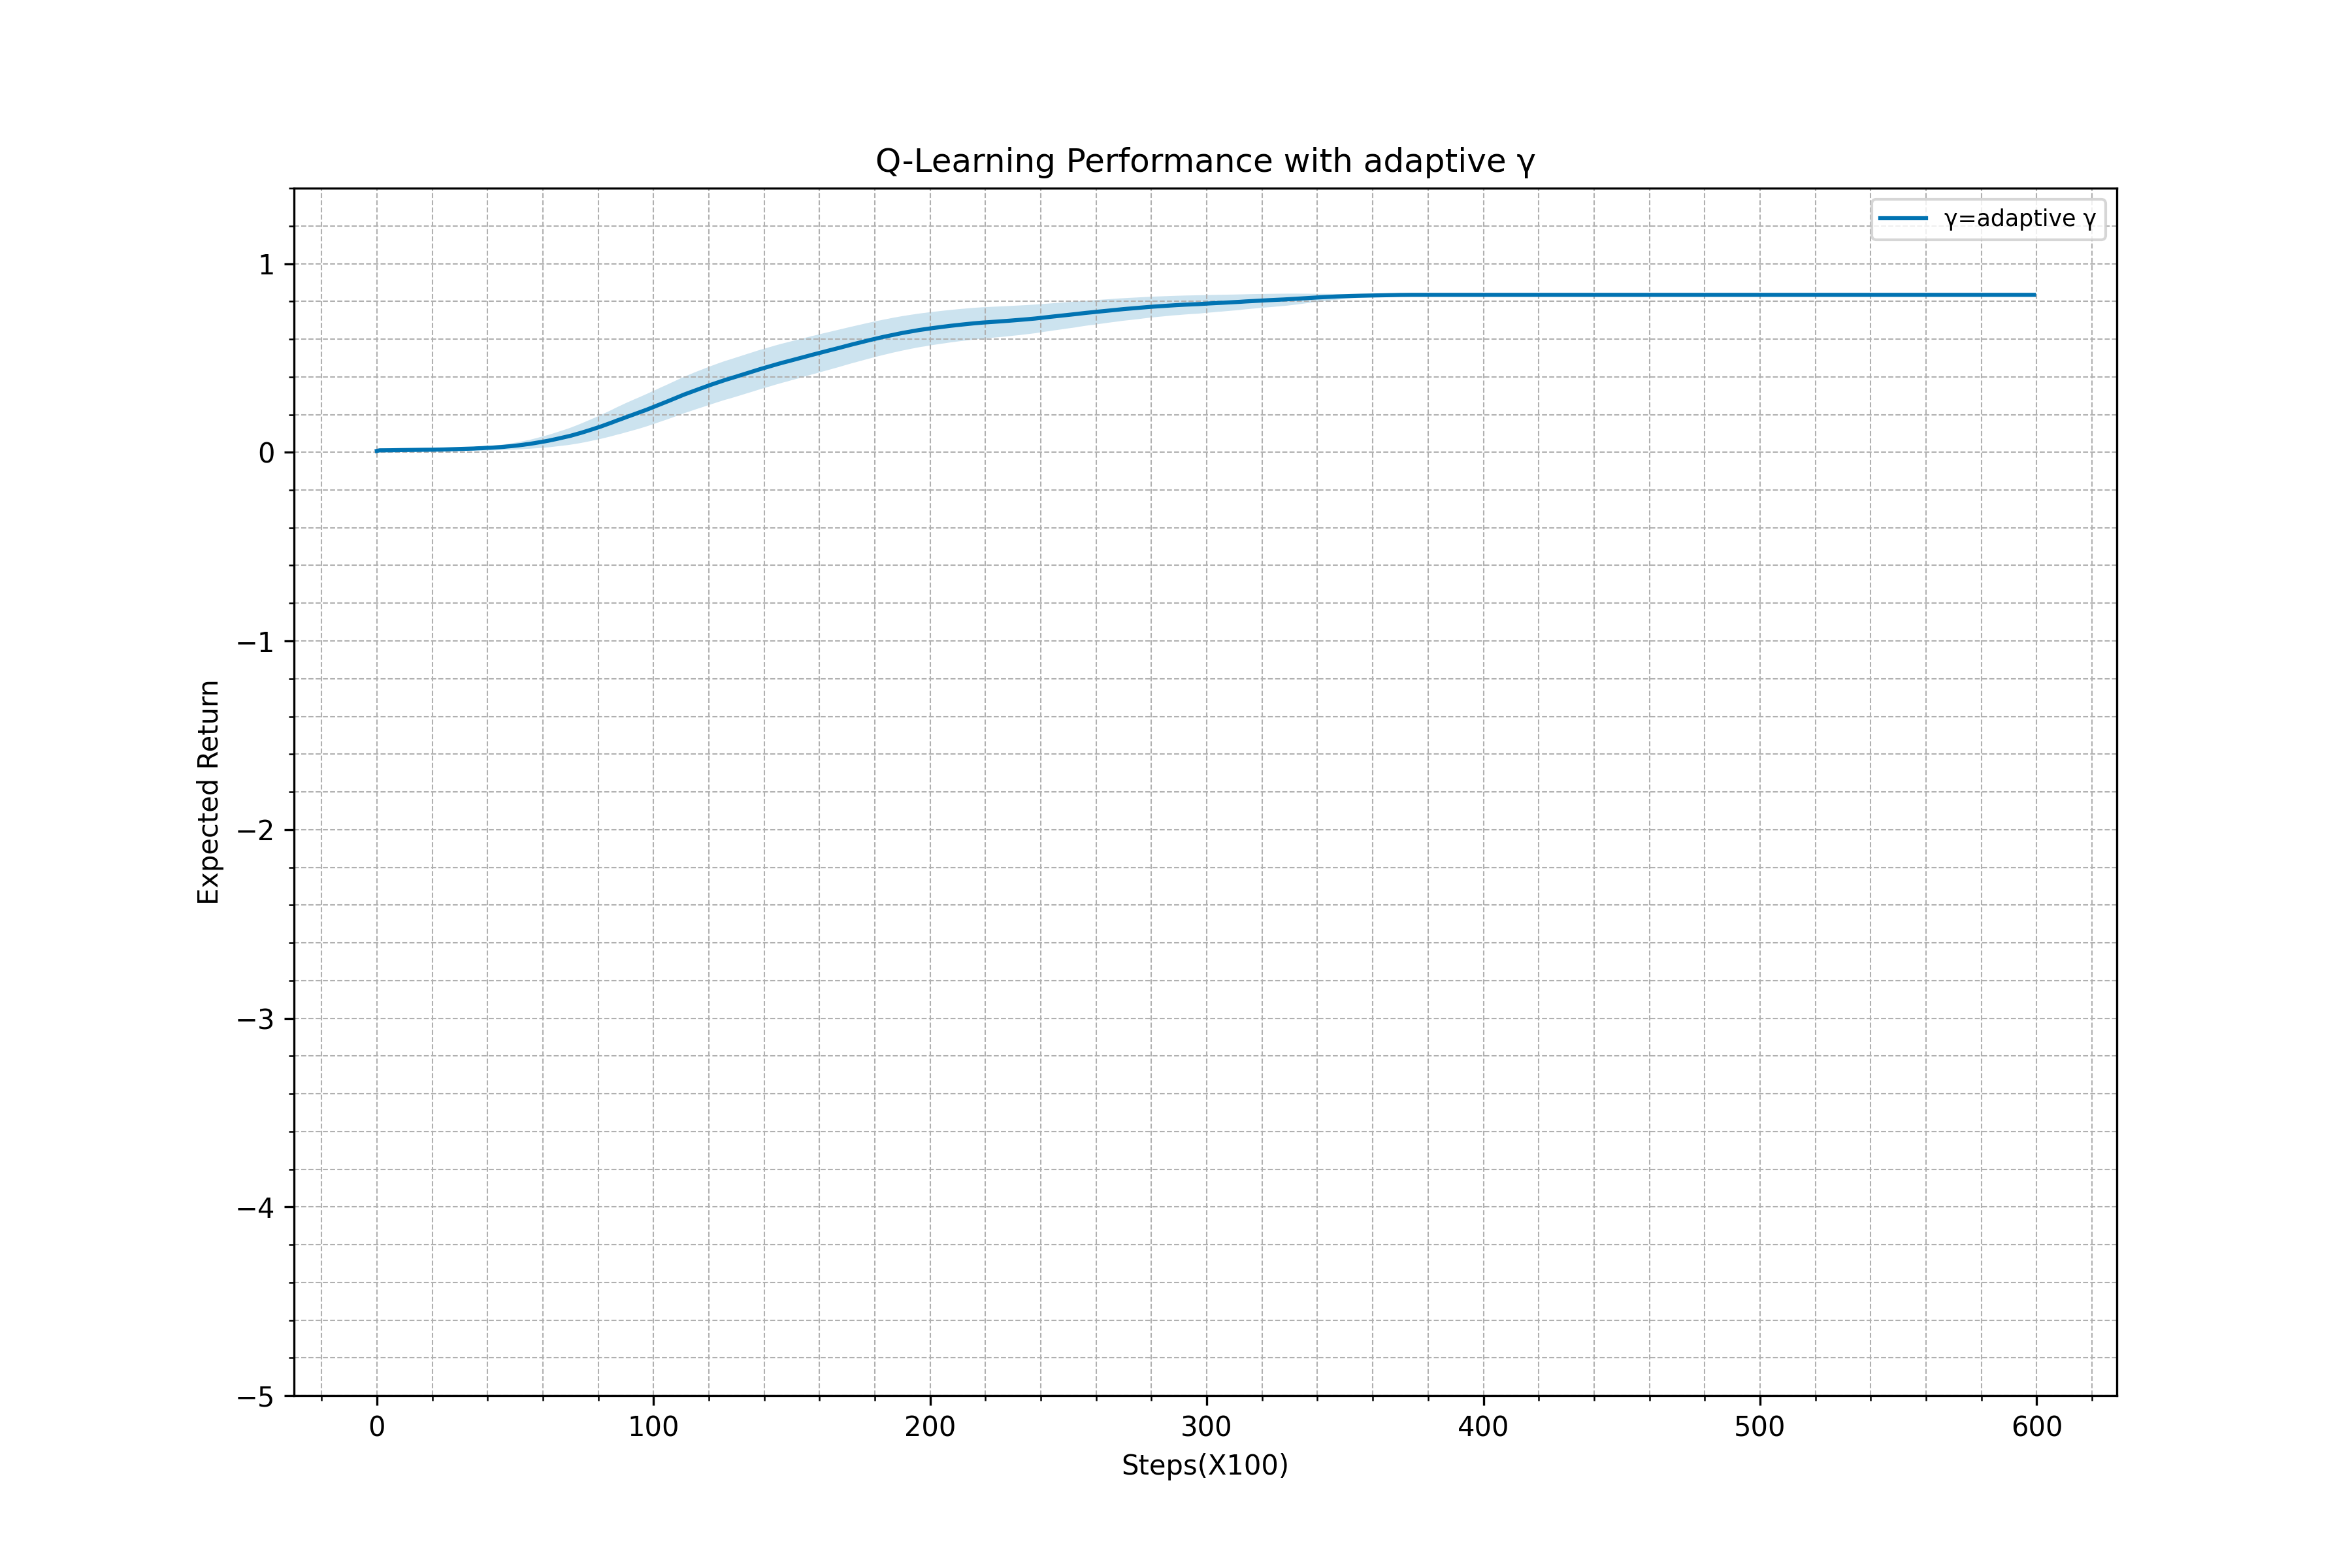 Q-Learning Performance with adaptive γ
γ=adaptive γ
1
0
−1
−2
−3
−4
−5
Expected Return
0 100 200 300 400 500 600
Steps(X100)